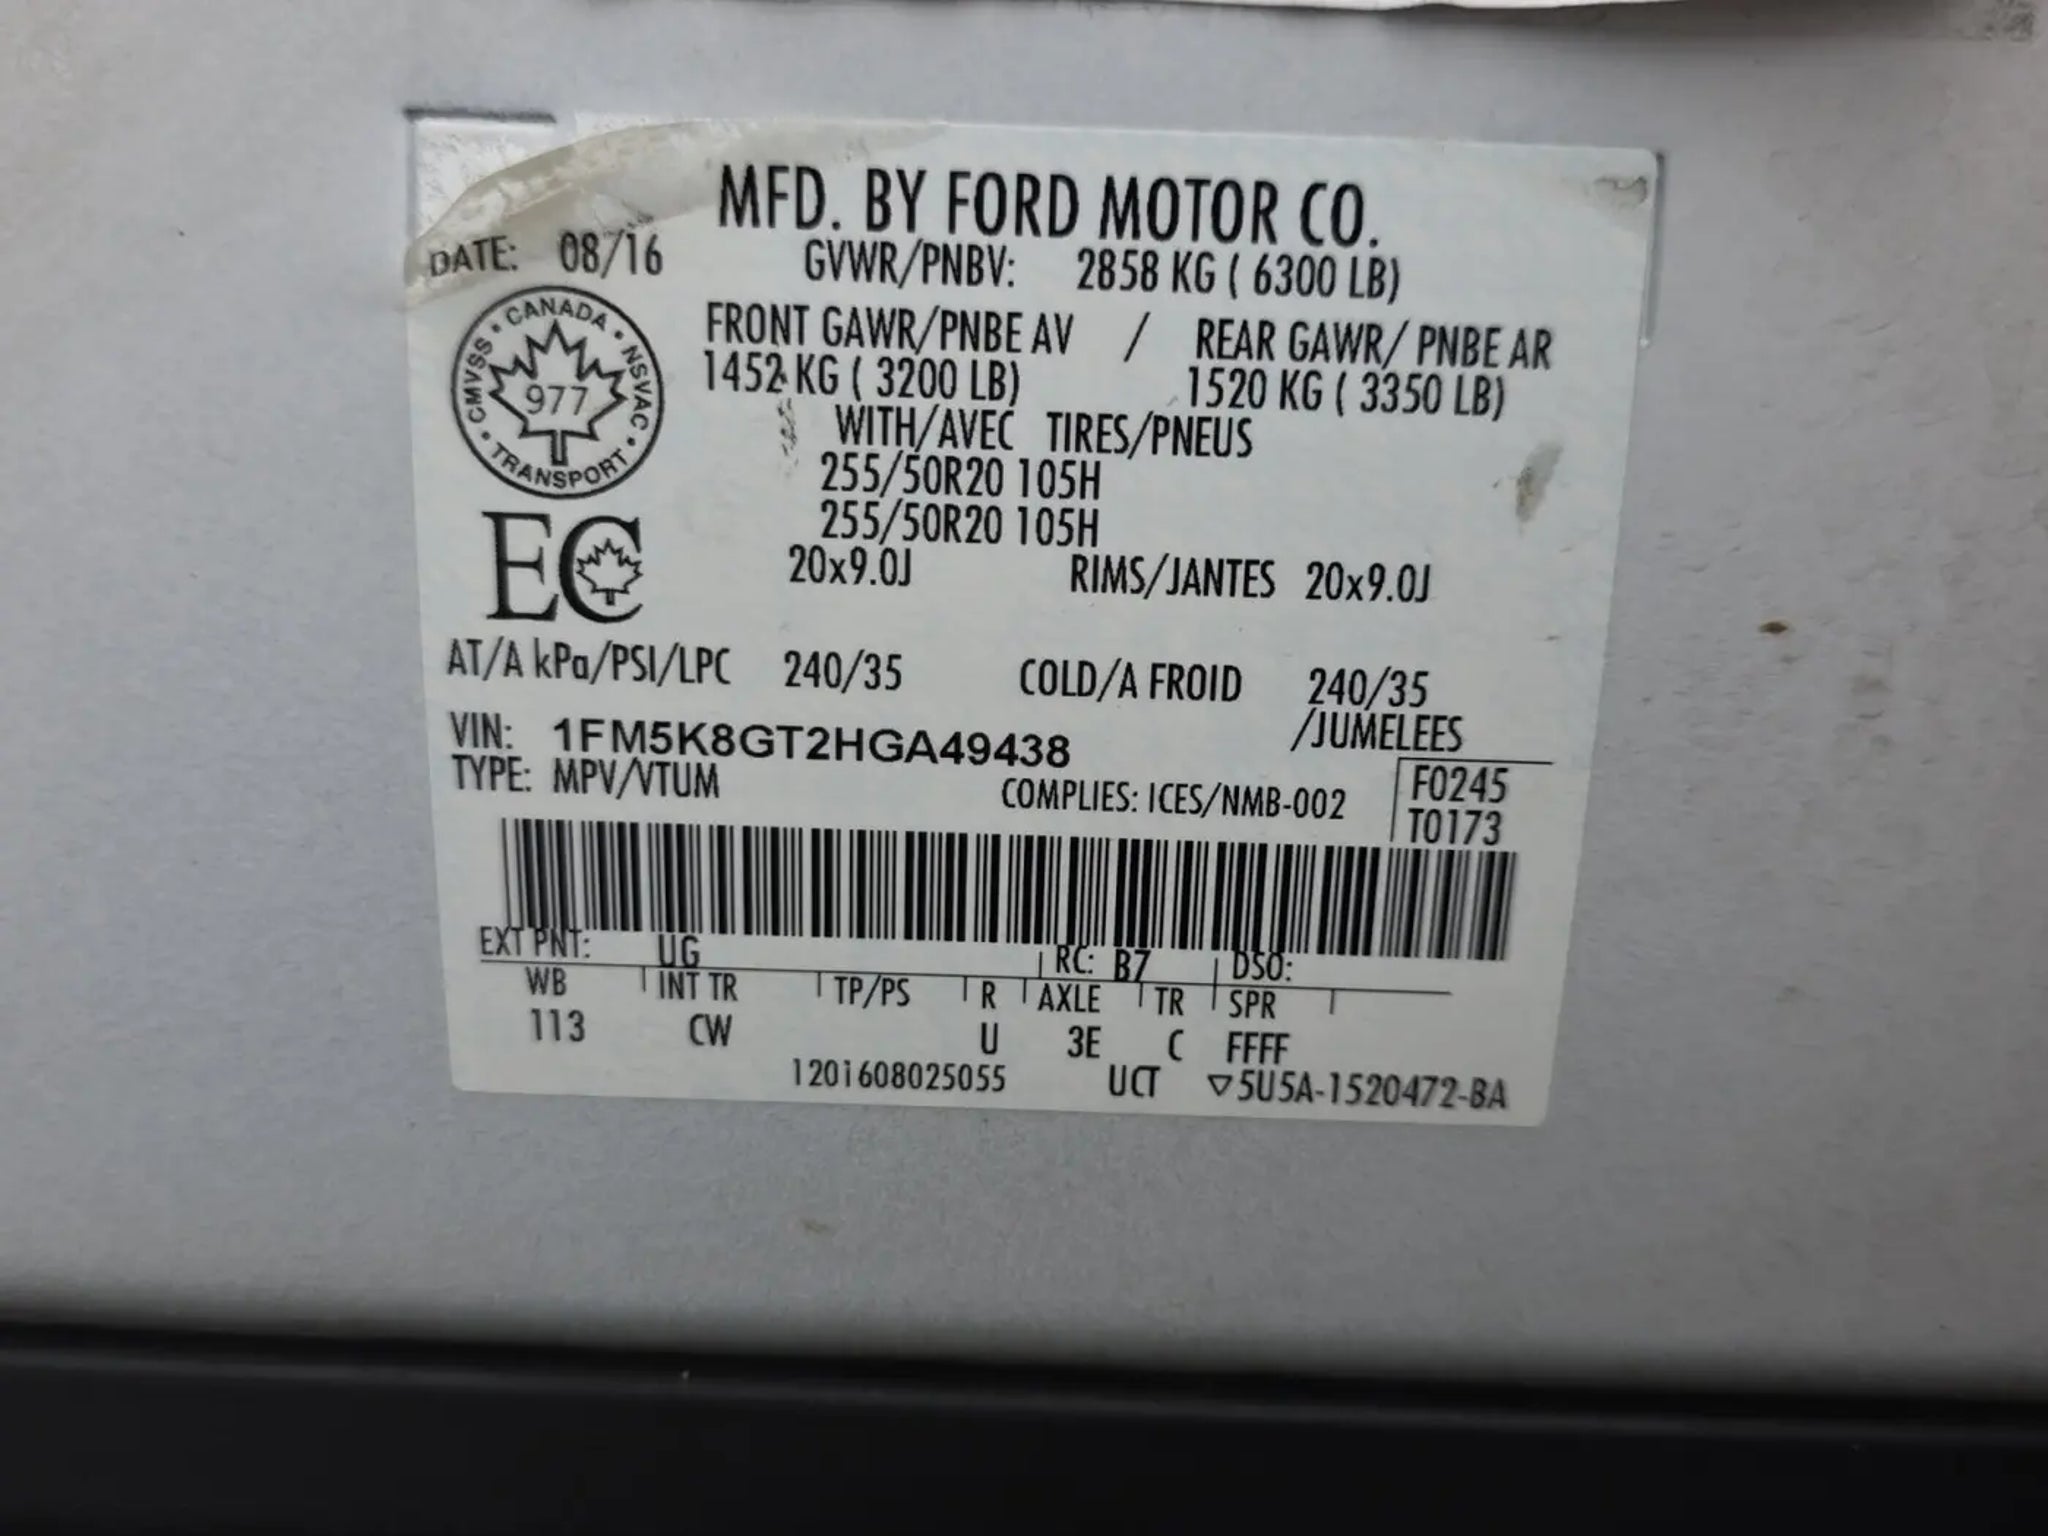 MFD. BY FORD MOTOR CO.
DATE: 08/16 GVWR/PNBV: 2858 KG ( 6300 LB)
CANADA
CMVSS NSVAC
977
TRANSPORT
FRONT GAWR/PNBE AV / REAR GAWR/ PNBE AR
1452 KG ( 3200 LB) 1520 KG ( 3350 LB)
WITH/AVEC TIRES/PNEUS
255/50R20 105H
255/50R20 105H
EC
20x9.0J RIMS/JANTES 20x9.0J
AT/A kPa/PSI/LPC 240/35 COLD/A FROID 240/35
VIN: 1FM5K8GT2HGA49438 /JUMELEES
TYPE: MPV/VTUM COMPLIES: ICES/NMB-002 F0245
T0173
EXT PNT: UG RC: B7 DSO:
WB INT TR TP/PS R AXLE TR SPR
113 CW U 3E C FFFF
1201608025055 UCT ▽5U5A-1520472-BA